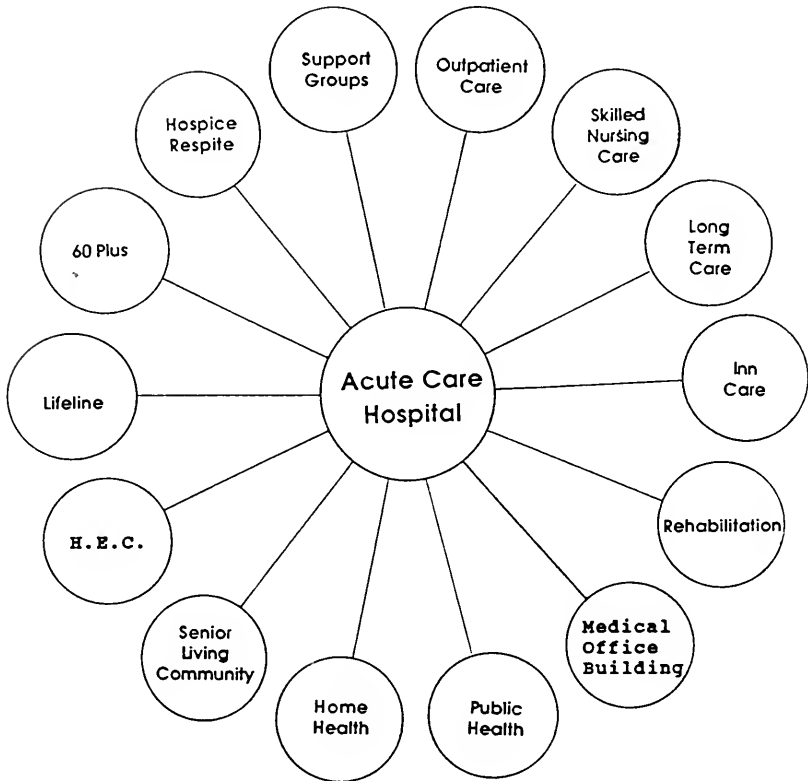 Support
Groups
Outpatient
Care
Skilled
Nursing
Care
Long
Term
Care
Inn
Care
Rehabilitation
Medical
Office
Building
Public
Health
Home
Health
Senior
Living
Community
H.E.C.
Lifeline
60 Plus
Hospice
Respite
Acute Care
Hospital